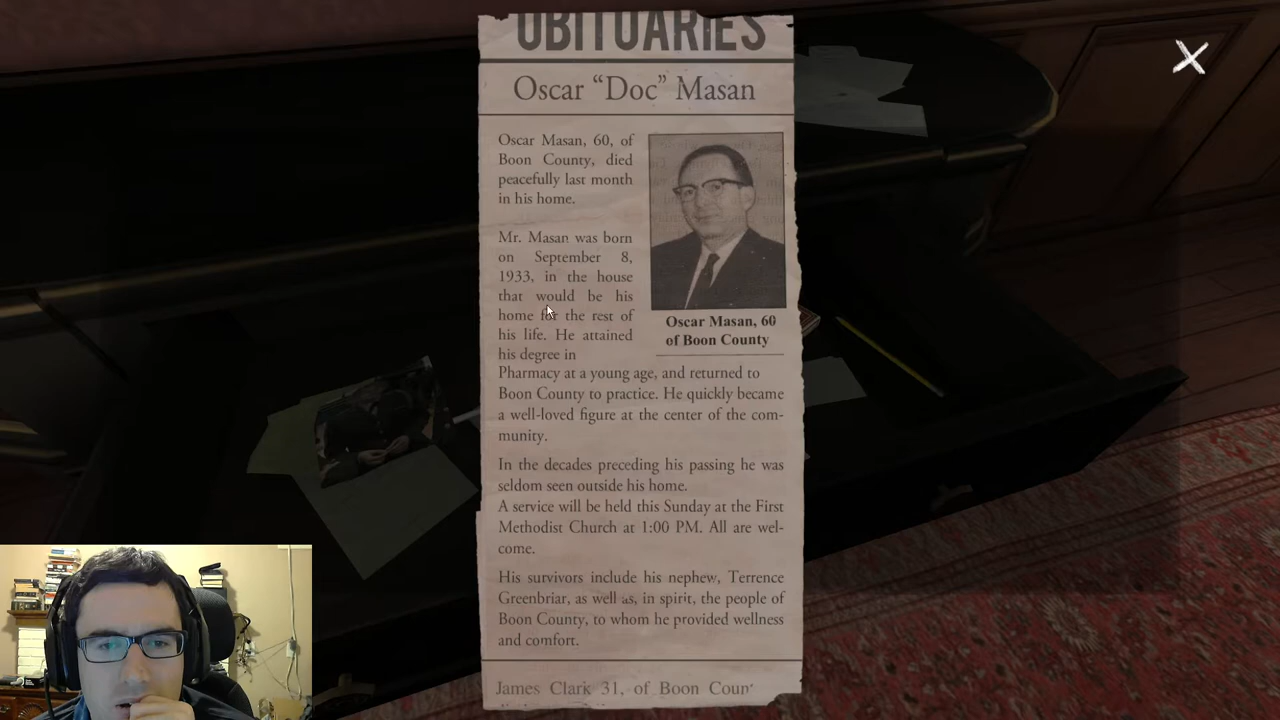 OBITUARIES
Oscar “Doc” Masan
Oscar Masan, 60, of
Boon County, died
peacefully last month
in his home.
Mr. Masan was born
on September 8,
1933, in the house
that would be his
home for the rest of
his life. He attained
his degree in
Oscar Masan, 60
of Boon County
Pharmacy at a young age, and returned to
Boon County to practice. He quickly became
a well-loved figure at the center of the com-
munity.
In the decades preceding his passing he was
seldom seen outside his home.
A service will be held this Sunday at the First
Methodist Church at 1:00 PM. All are wel-
come.
His survivors include his nephew, Terrence
Greenbriar, as well as, in spirit, the people of
Boon County, to whom he provided wellness
and comfort.
James Clark 31, of Boon